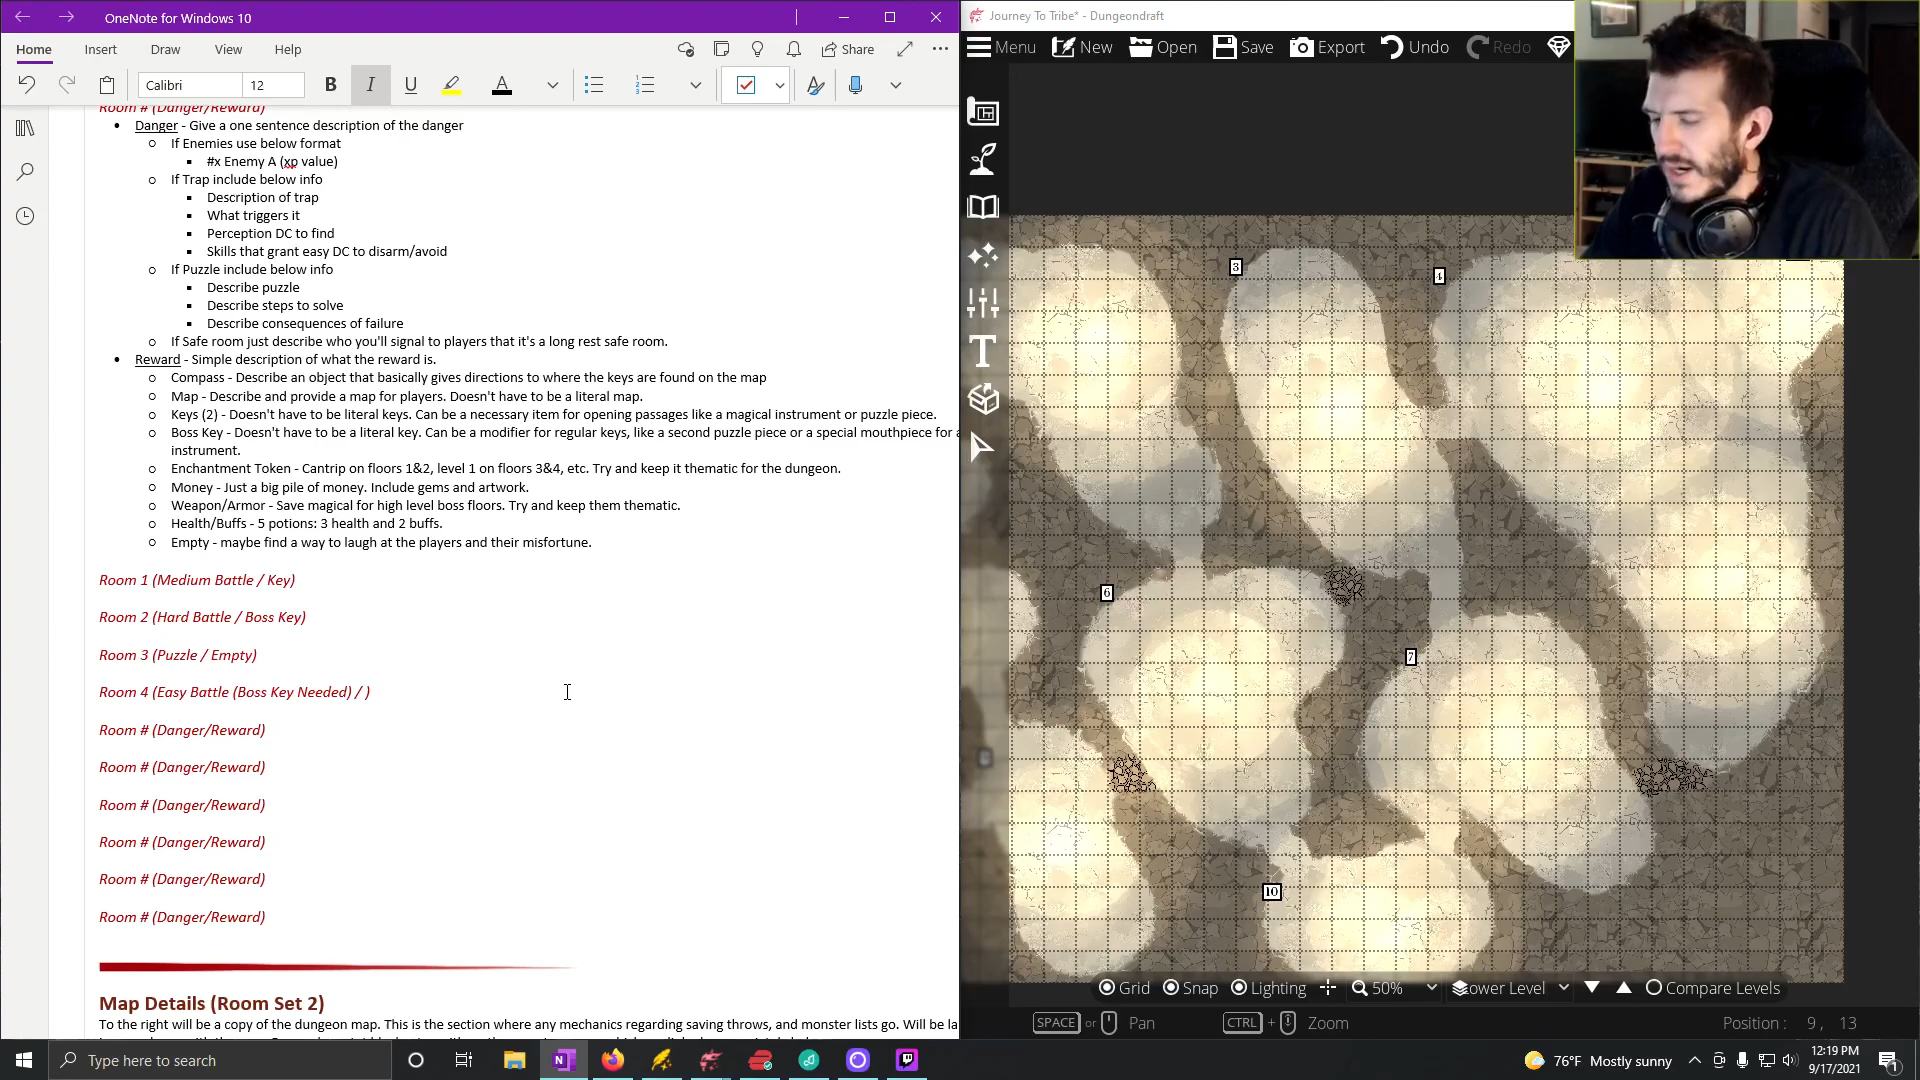 OneNote for Windows 10
Home Insert Draw View Help
Share
Calibri 12
B I U A
Room # (Danger/Reward)
Danger - Give a one sentence description of the danger
If Enemies use below format
#x Enemy A (xp value)
If Trap include below info
Description of trap
What triggers it
Perception DC to find
Skills that grant easy DC to disarm/avoid
If Puzzle include below info
Describe puzzle
Describe steps to solve
Describe consequences of failure
If Safe room just describe who you'll signal to players that it's a long rest safe room.
Reward - Simple description of what the reward is.
Compass - Describe an object that basically gives directions to where the keys are found on the map
Map - Describe and provide a map for players. Doesn't have to be a literal map.
Keys (2) - Doesn't have to be literal keys. Can be a necessary item for opening passages like a magical instrument or puzzle piece.
Boss Key - Doesn't have to be a literal key. Can be a modifier for regular keys, like a second puzzle piece or a special mouthpiece for a
instrument.
Enchantment Token - Cantrip on floors 1&2, level 1 on floors 3&4, etc. Try and keep it thematic for the dungeon.
Money - Just a big pile of money. Include gems and artwork.
Weapon/Armor - Save magical for high level boss floors. Try and keep them thematic.
Health/Buffs - 5 potions: 3 health and 2 buffs.
Empty - maybe find a way to laugh at the players and their misfortune.
Room 1 (Medium Battle / Key)
Room 2 (Hard Battle / Boss Key)
Room 3 (Puzzle / Empty)
Room 4 (Easy Battle (Boss Key Needed) / )
Room # (Danger/Reward)
Room # (Danger/Reward)
Room # (Danger/Reward)
Room # (Danger/Reward)
Room # (Danger/Reward)
Room # (Danger/Reward)
Map Details (Room Set 2)
To the right will be a copy of the dungeon map. This is the section where any mechanics regarding saving throws, and monster lists go. Will be la
Journey To Tribe* - Dungeondraft
Menu New Open Save Export Undo Redo
3
4
6
7
10
Grid Snap Lighting 50% ower Level Compare Levels
SPACE or Pan CTRL + Zoom Position : 9 , 13
Type here to search
76°F Mostly sunny
12:19 PM
9/17/2021
1